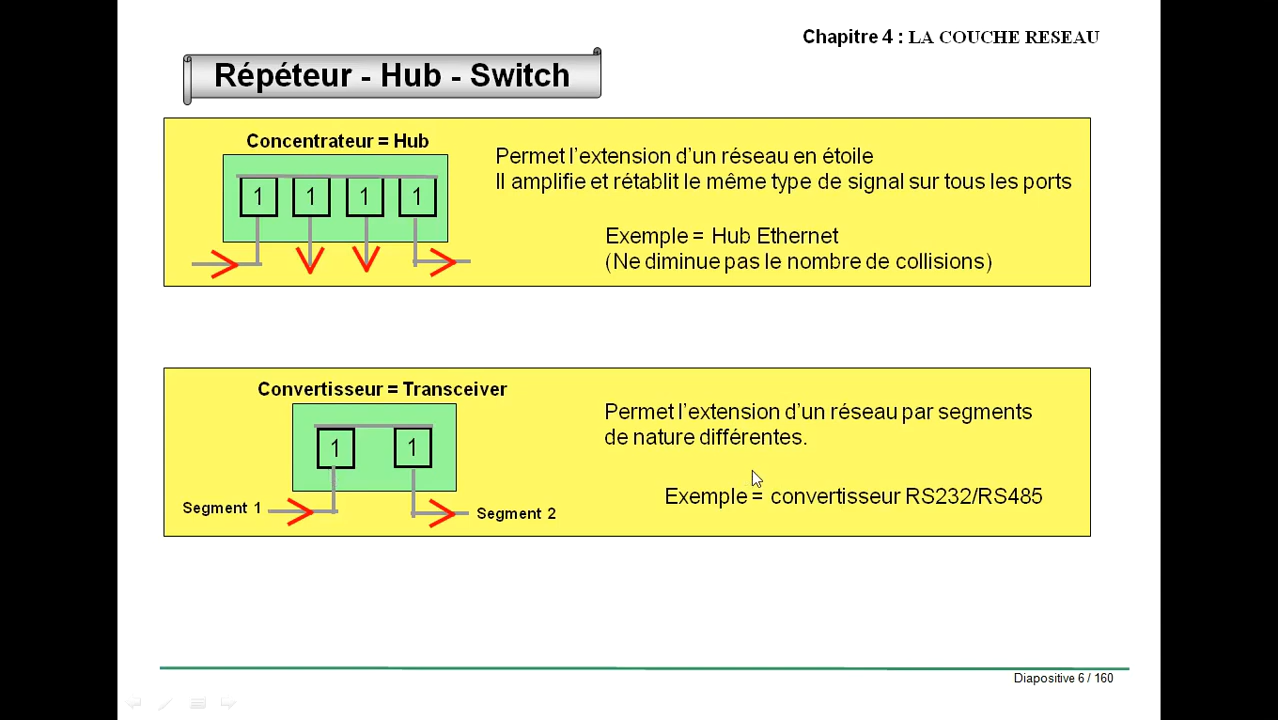 Chapitre 4 : LA COUCHE RESEAU
Répéteur - Hub - Switch
Concentrateur = Hub
1 1 1 1
Permet l’extension d’un réseau en étoile
Il amplifie et rétablit le même type de signal sur tous les ports
Exemple = Hub Ethernet
(Ne diminue pas le nombre de collisions)
Convertisseur = Transceiver
1 1
Segment 1
Segment 2
Permet l’extension d’un réseau par segments
de nature différentes.
Exemple = convertisseur RS232/RS485
Diapositive 6 / 160